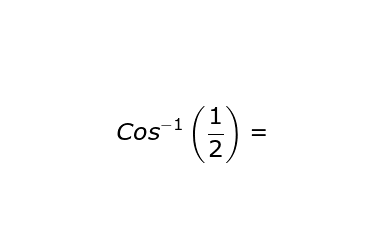 Cos⁻¹ (1/2) =